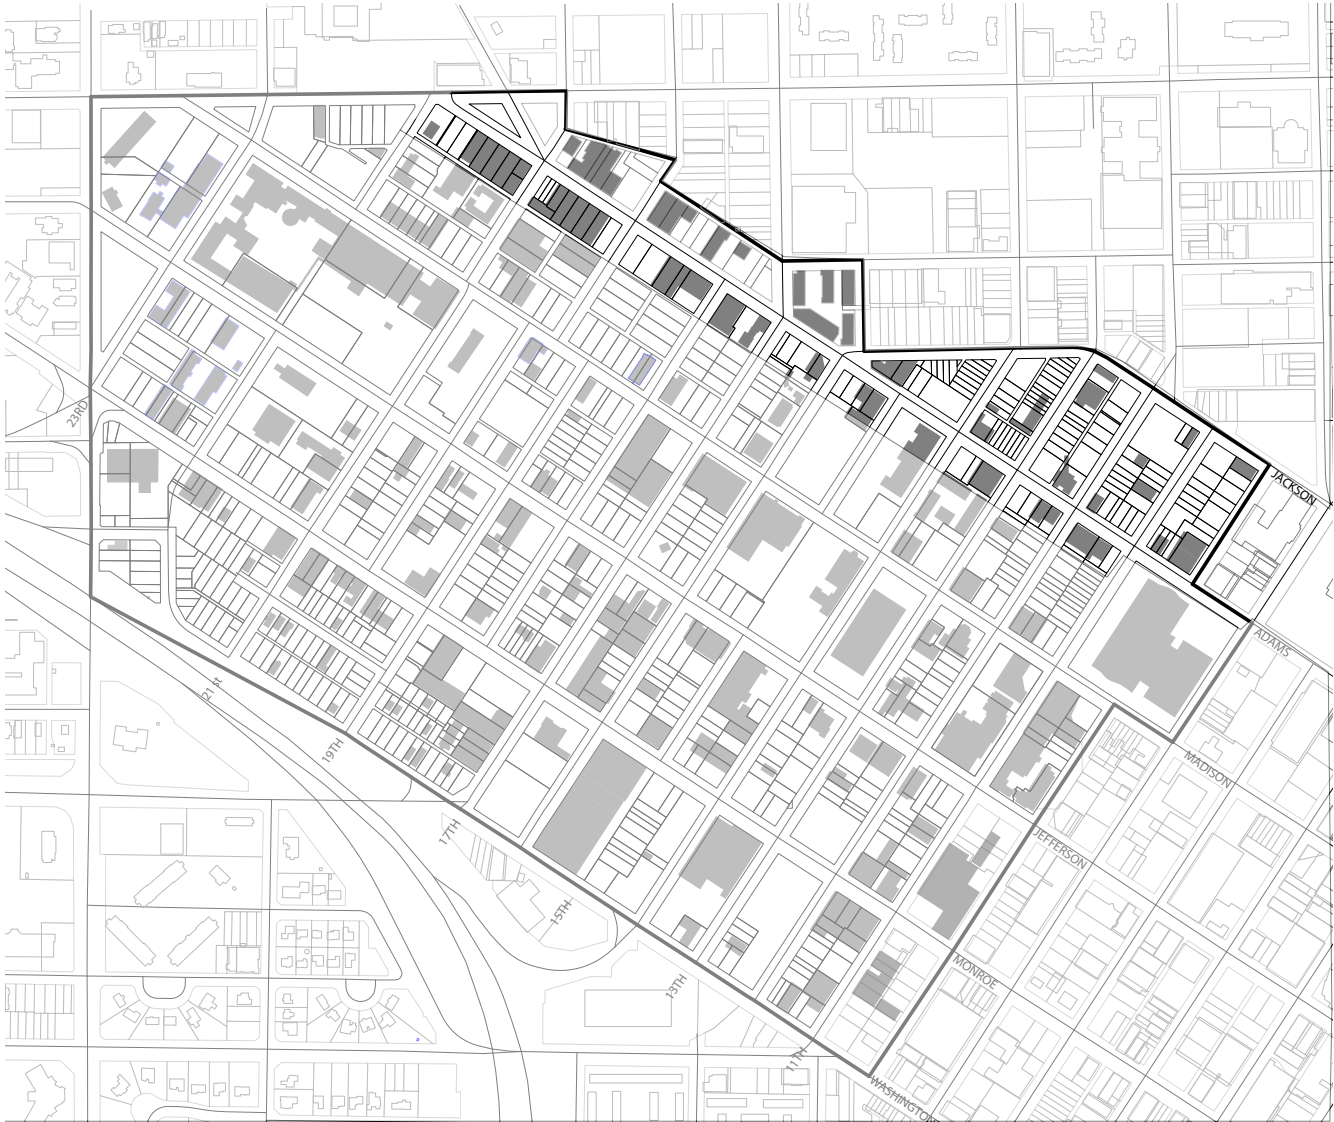 23RD
JACKSON
ADAMS
21 st
19TH
MADISON
17TH
JEFFERSON
15TH
MONROE
13TH
11TH
WASHINGTON